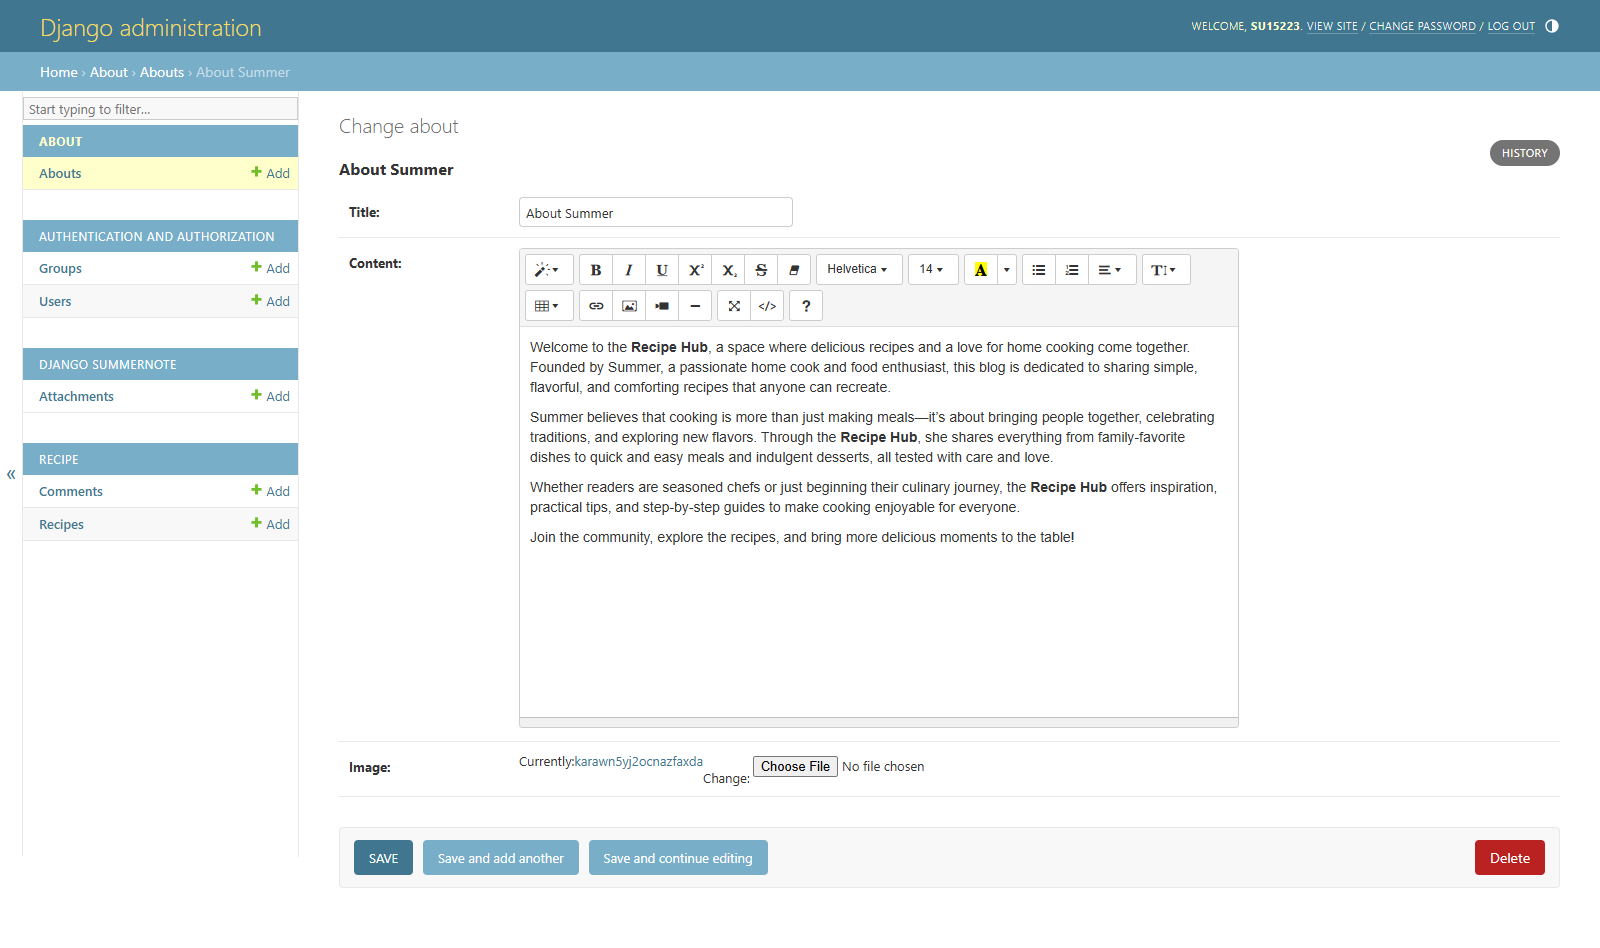 Django administration
WELCOME, SU15223. VIEW SITE / CHANGE PASSWORD / LOG OUT
Home › About › Abouts › About Summer
Start typing to filter...
ABOUT
Abouts
Add
AUTHENTICATION AND AUTHORIZATION
Groups
Add
Users
Add
DJANGO SUMMERNOTE
Attachments
Add
RECIPE
Comments
Add
Recipes
Add
«
Change about
HISTORY
About Summer
Title:
About Summer
Content:
B I U X² X₂ S Helvetica 14 A T
</> ?
Welcome to the Recipe Hub, a space where delicious recipes and a love for home cooking come together.
Founded by Summer, a passionate home cook and food enthusiast, this blog is dedicated to sharing simple,
flavorful, and comforting recipes that anyone can recreate.
Summer believes that cooking is more than just making meals—it’s about bringing people together, celebrating
traditions, and exploring new flavors. Through the Recipe Hub, she shares everything from family-favorite
dishes to quick and easy meals and indulgent desserts, all tested with care and love.
Whether readers are seasoned chefs or just beginning their culinary journey, the Recipe Hub offers inspiration,
practical tips, and step-by-step guides to make cooking enjoyable for everyone.
Join the community, explore the recipes, and bring more delicious moments to the table!
Image:
Currently:karawn5yj2ocnazfaxda
Change: Choose File No file chosen
SAVE
Save and add another
Save and continue editing
Delete